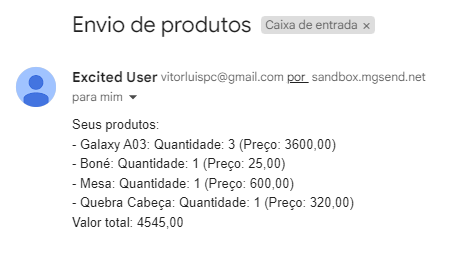 Envio de produtos Caixa de entrada ×
Excited User vitorluispc@gmail.com por sandbox.mgsend.net
para mim
Seus produtos:
- Galaxy A03: Quantidade: 3 (Preço: 3600,00)
- Boné: Quantidade: 1 (Preço: 25,00)
- Mesa: Quantidade: 1 (Preço: 600,00)
- Quebra Cabeça: Quantidade: 1 (Preço: 320,00)
Valor total: 4545,00